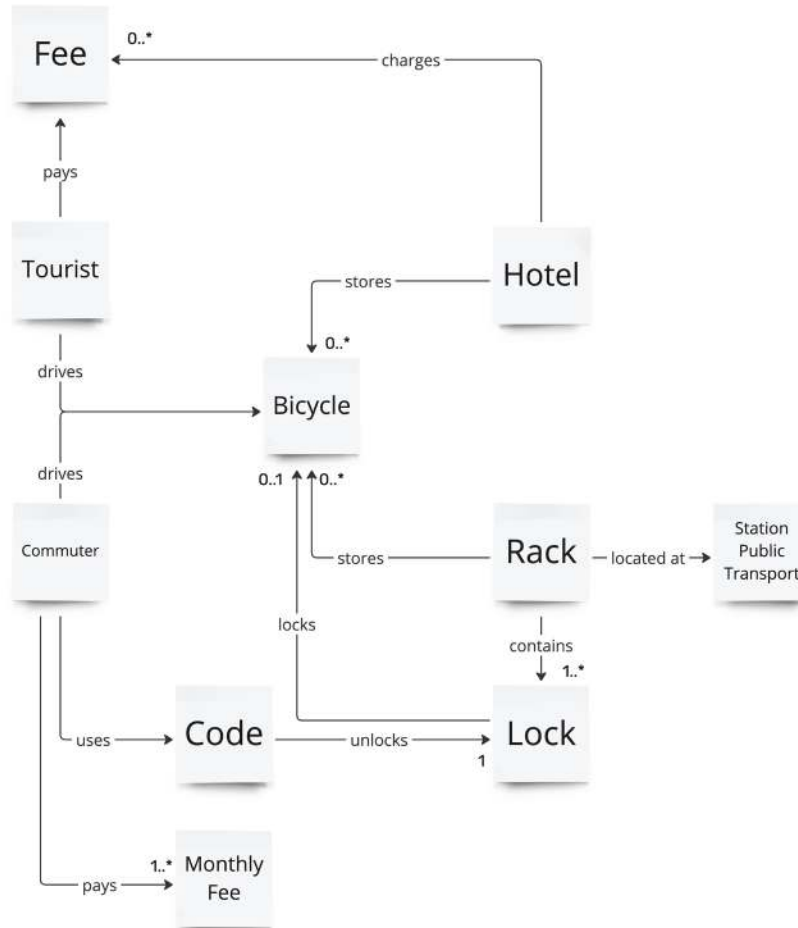 0..*
Fee
charges
pays
Tourist
Hotel
stores
drives
0..*
Bicycle
drives
0..1
0..*
Commuter
Rack
Station
Public
Transport
stores
located at
locks
contains
1..*
Code
Lock
uses
unlocks
1
1..*
Monthly
Fee
pays